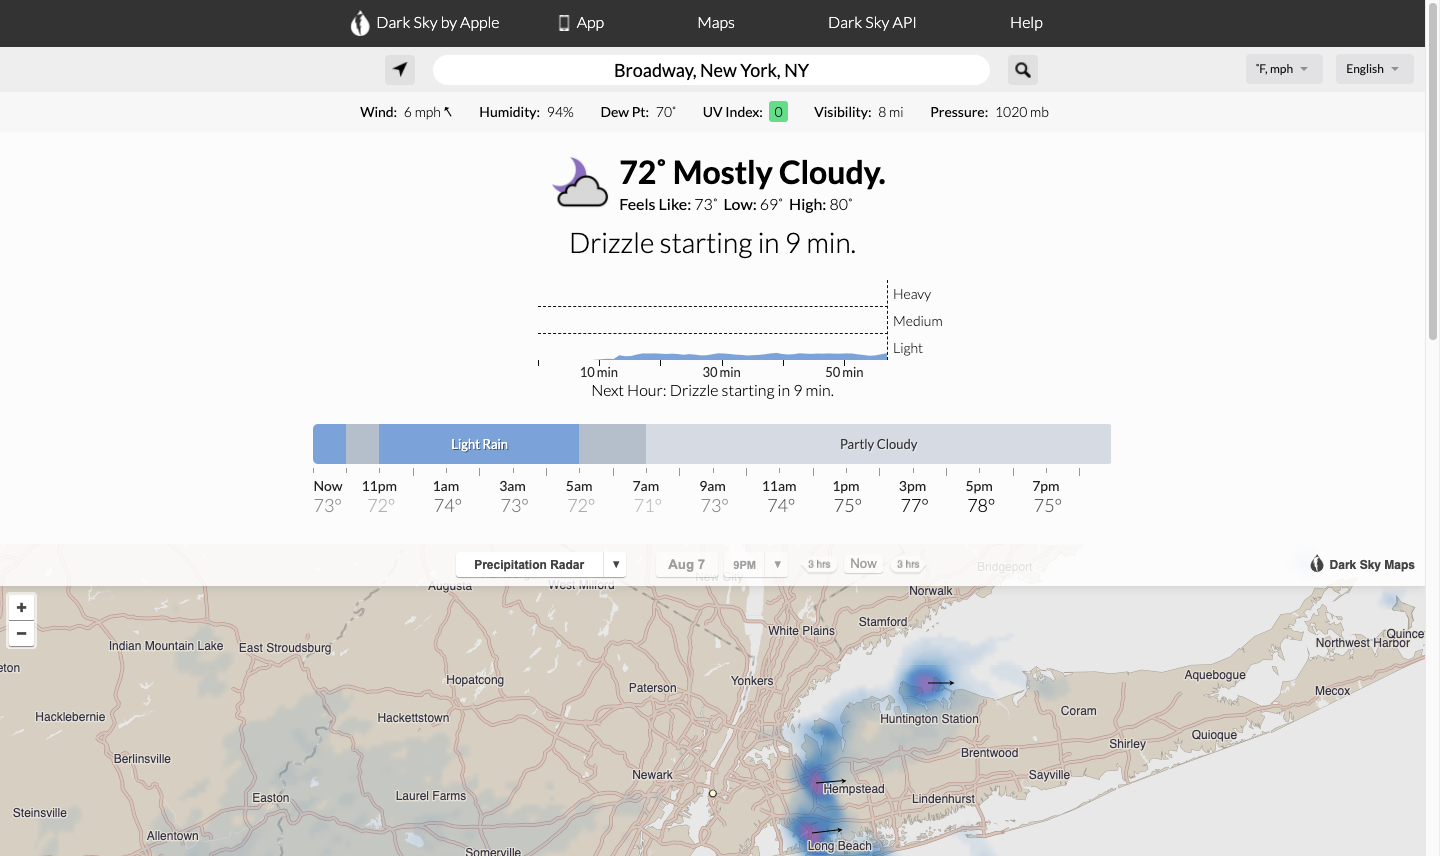 Dark Sky by Apple App Maps Dark Sky API Help
Broadway, New York, NY ˚F, mph English
Wind: 6 mph Humidity: 94% Dew Pt: 70˚ UV Index: 0 Visibility: 8 mi Pressure: 1020 mb
72˚ Mostly Cloudy.
Feels Like: 73˚ Low: 69˚ High: 80˚
Drizzle starting in 9 min.
Heavy
Medium
Light
10 min 30 min 50 min
Next Hour: Drizzle starting in 9 min.
Light Rain Partly Cloudy
Now 11pm 1am 3am 5am 7am 9am 11am 1pm 3pm 5pm 7pm
73° 72° 74° 73° 72° 71° 73° 74° 75° 77° 78° 75°
Precipitation Radar ▼ Aug 7 9PM ▼ 3 hrs Now 3 hrs Bridgeport Dark Sky Maps
New City
Augusta West Milford Norwalk
+
−
White Plains Stamford
Quince
Indian Mountain Lake East Stroudsburg Northwest Harbor
eton
Hopatcong Paterson Yonkers Aquebogue
Mecox
Hacklebernie Hackettstown Huntington Station Coram
Quioque
Berlinsville Brentwood Shirley
Newark Sayville
Hempstead
Easton Laurel Farms Lindenhurst
Steinsville
Allentown Long Beach
Somerville